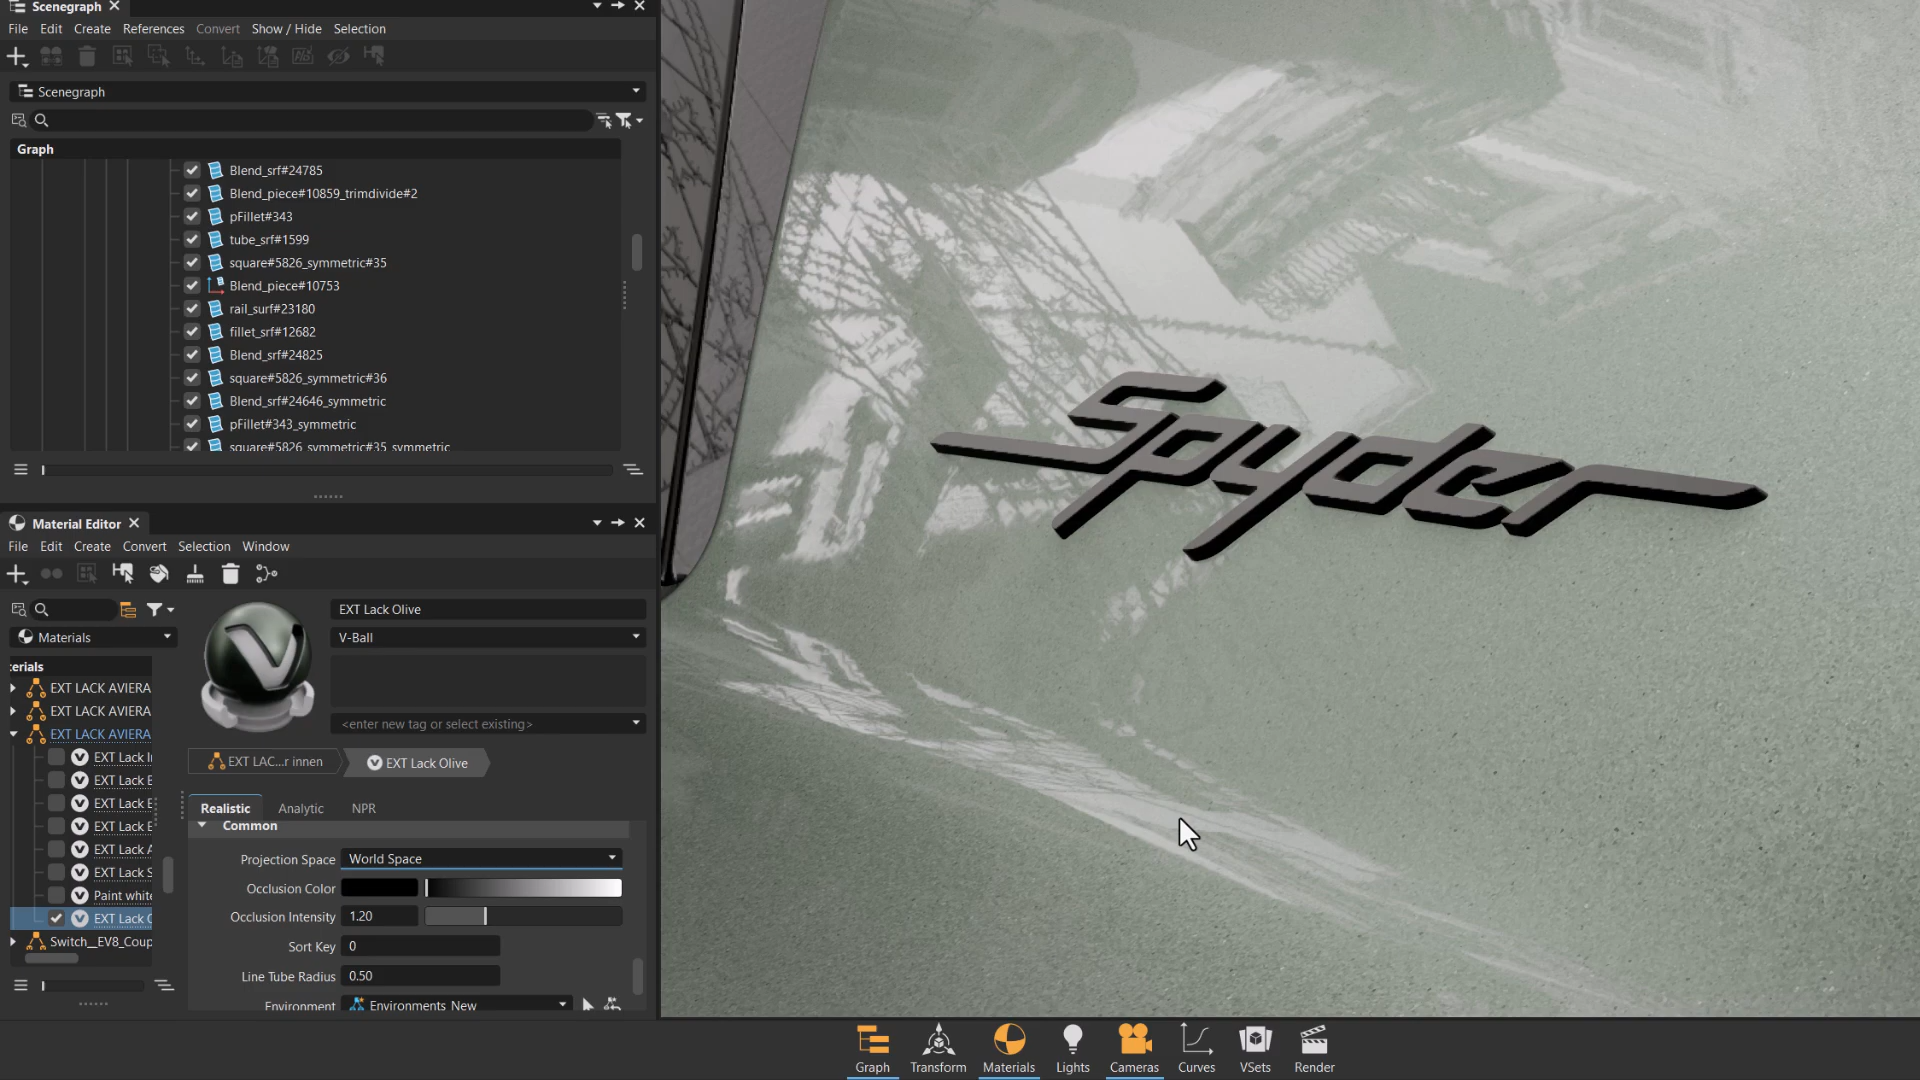 Scenegraph
File Edit Create References Convert Show / Hide Selection
Scenegraph
Graph
Blend_srf#24785
Blend_piece#10859_trimdivide#2
pFillet#343
tube_srf#1599
square#5826_symmetric#35
Blend_piece#10753
rail_surf#23180
fillet_srf#12682
Blend_srf#24825
square#5826_symmetric#36
Blend_srf#24646_symmetric
pFillet#343_symmetric
square#5826_symmetric#35_symmetric
Spyder
Material Editor
File Edit Create Convert Selection Window
EXT Lack Olive
Materials
V-Ball
erials
EXT LACK AVIERA
EXT LACK AVIERA
EXT LACK AVIERA
EXT Lack I
EXT Lack E
EXT Lack E
EXT Lack E
EXT Lack A
EXT Lack S
Paint white
EXT Lack O
Switch__EV8_Coup
<enter new tag or select existing>
EXT LAC...r innen
EXT Lack Olive
Realistic Analytic NPR
Common
Projection Space World Space
Occlusion Color
Occlusion Intensity 1.20
Sort Key 0
Line Tube Radius 0.50
Environment Environments_New
Graph Transform Materials Lights Cameras Curves VSets Render